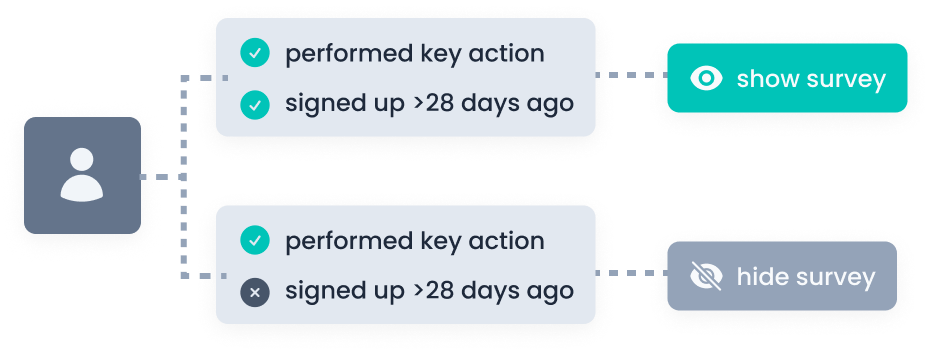 performed key action
signed up >28 days ago
show survey
performed key action
signed up >28 days ago
hide survey